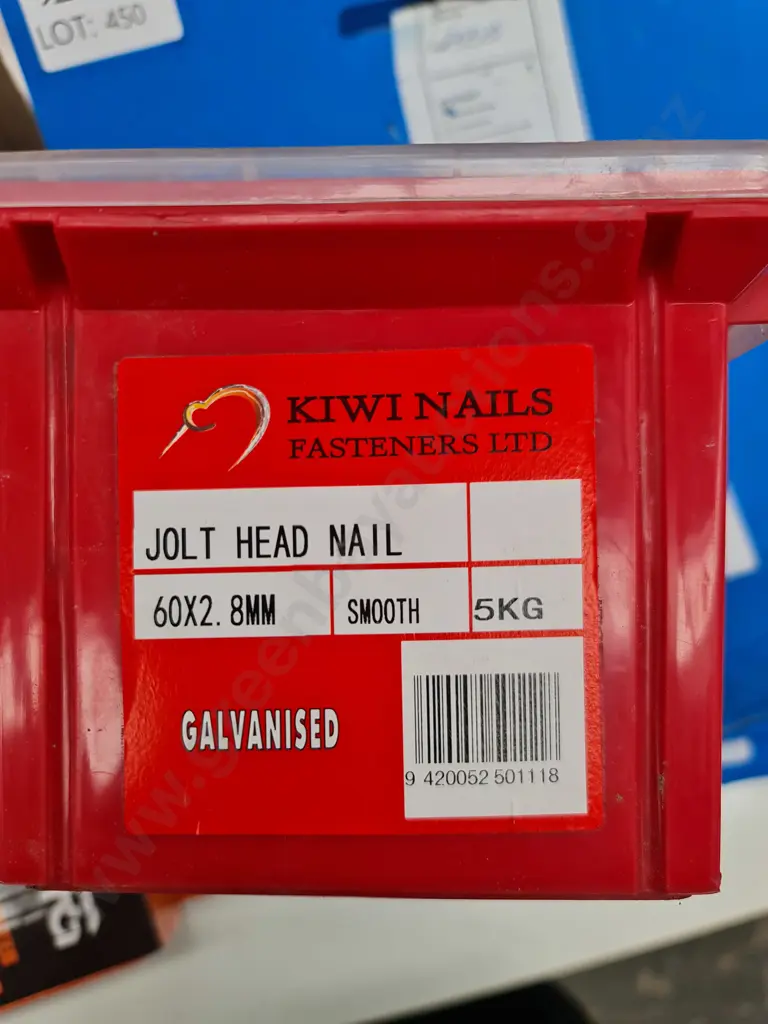 LOT: 450
KIWI NAILS
FASTENERS LTD
JOLT HEAD NAIL
60X2.8MM SMOOTH 5KG
GALVANISED
9 420052 501118